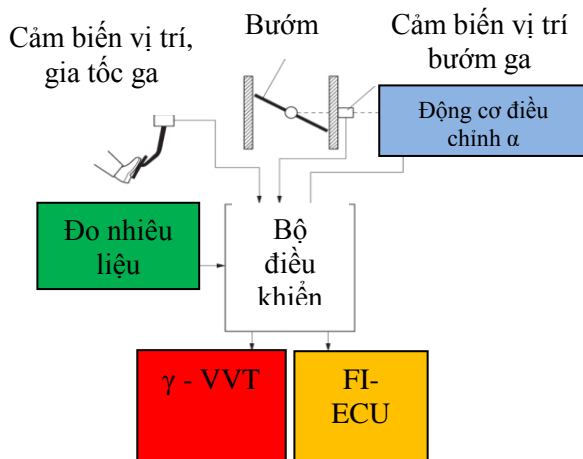 Cảm biến vị trí,
gia tốc ga
Bướm
Cảm biến vị trí
bướm ga
Động cơ điều
chỉnh α
Đo nhiêu
liệu
Bộ
điều
khiển
γ - VVT
FI-
ECU